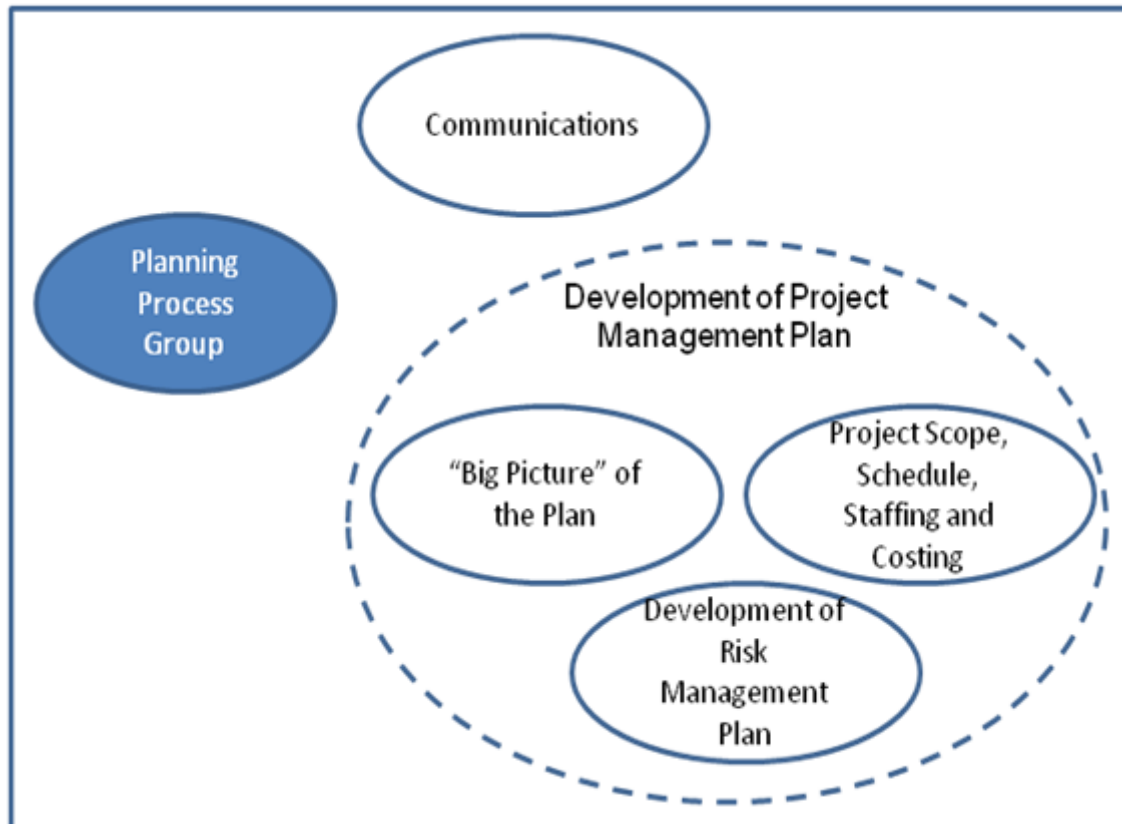 Communications
Planning
Process
Group
Development of Project
Management Plan
“Big Picture” of
the Plan
Project Scope,
Schedule,
Staffing and
Costing
Development of
Risk
Management
Plan